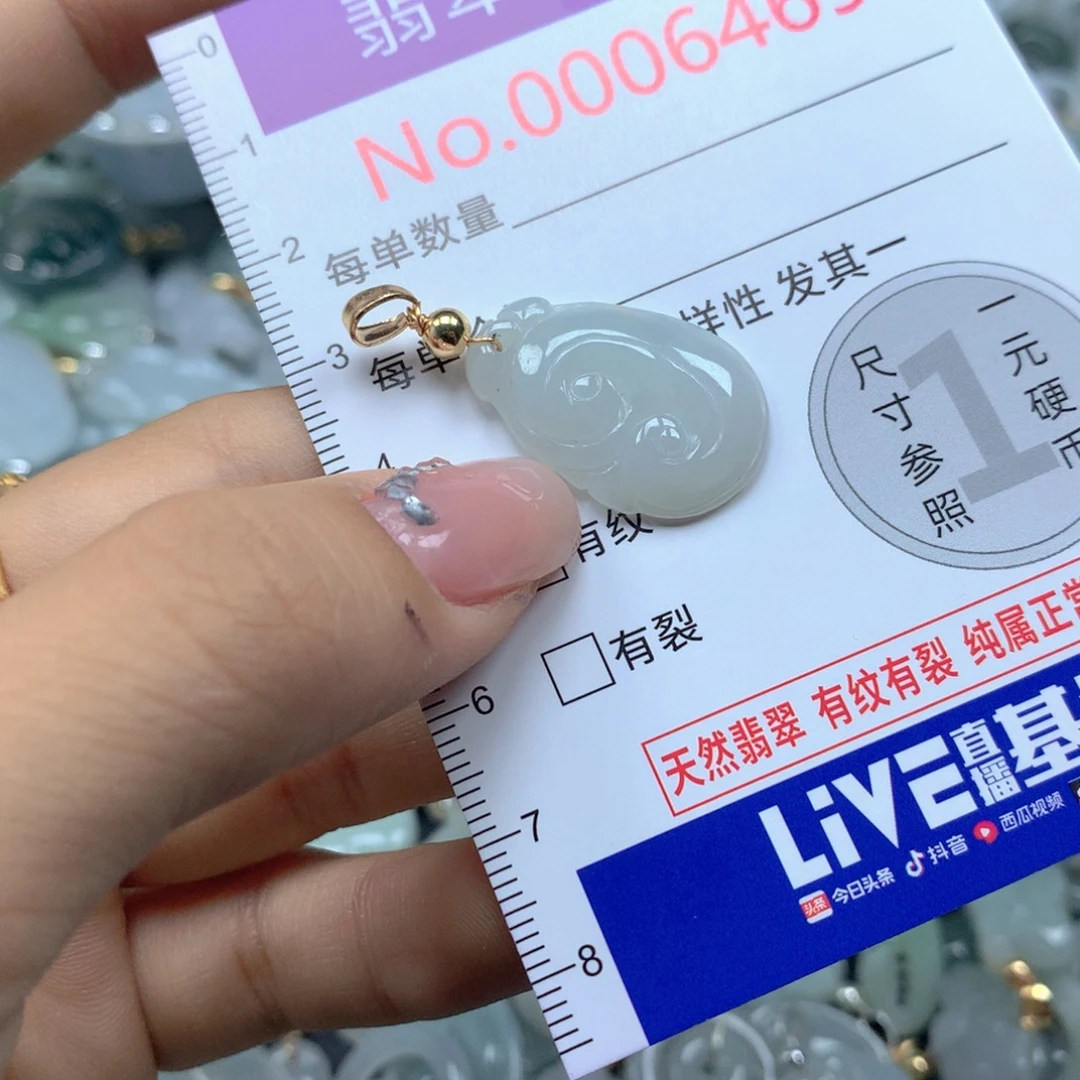 翡翠
No.0006469
每单数量
每单 样性 发其一
尺寸参照
一元硬币
1
有纹
有裂
天然翡翠 有纹有裂 纯属正常
LiVE直播基
今日头条 抖音 西瓜视频
头条
0
1
2
3
4
6
7
8